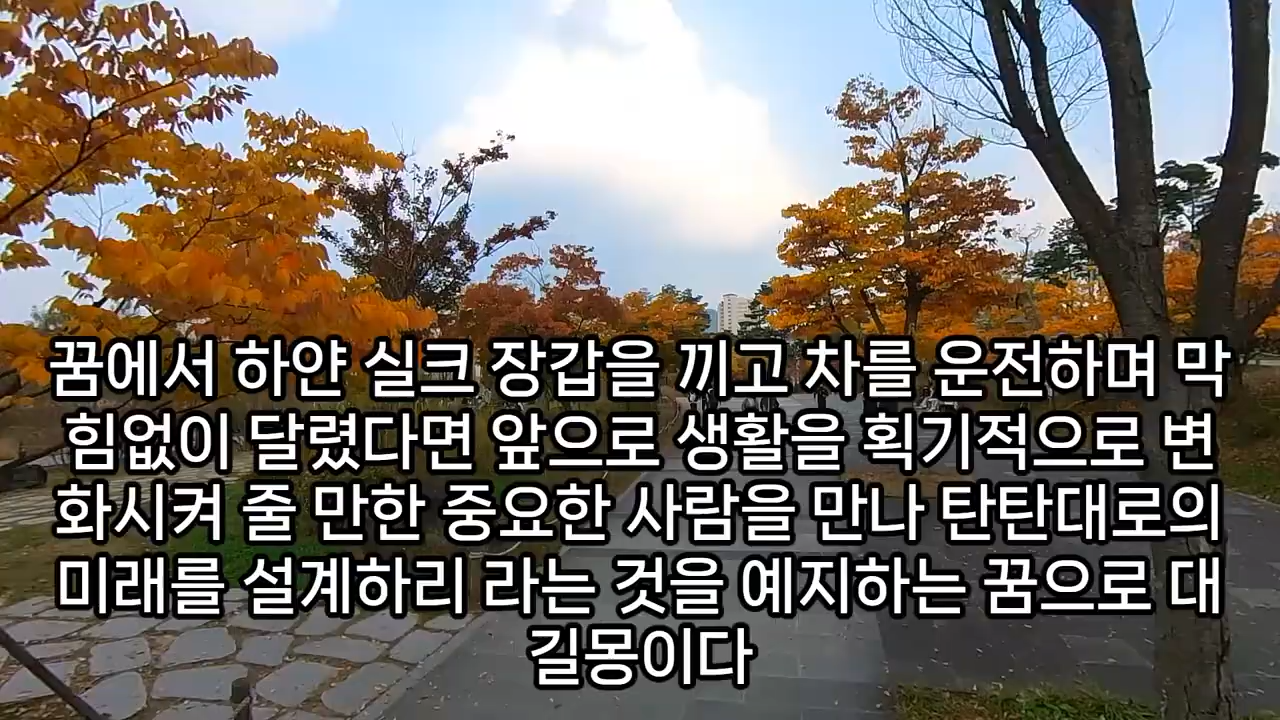 꿈에서 하얀 실크 장갑을 끼고 차를 운전하며 막
힘없이 달렸다면 앞으로 생활을 획기적으로 변
화시켜 줄 만한 중요한 사람을 만나 탄탄대로의
미래를 설계하리 라는 것을 예지하는 꿈으로 대
길몽이다